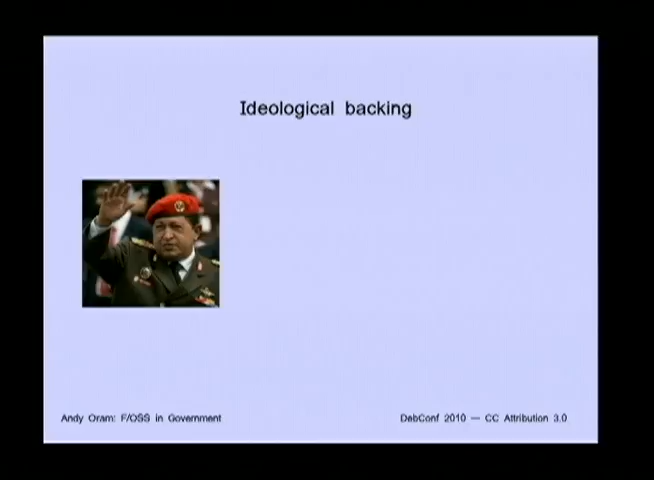 Ideological backing
Andy Oram: F/OSS in Government
DebConf 2010 — CC Attribution 3.0